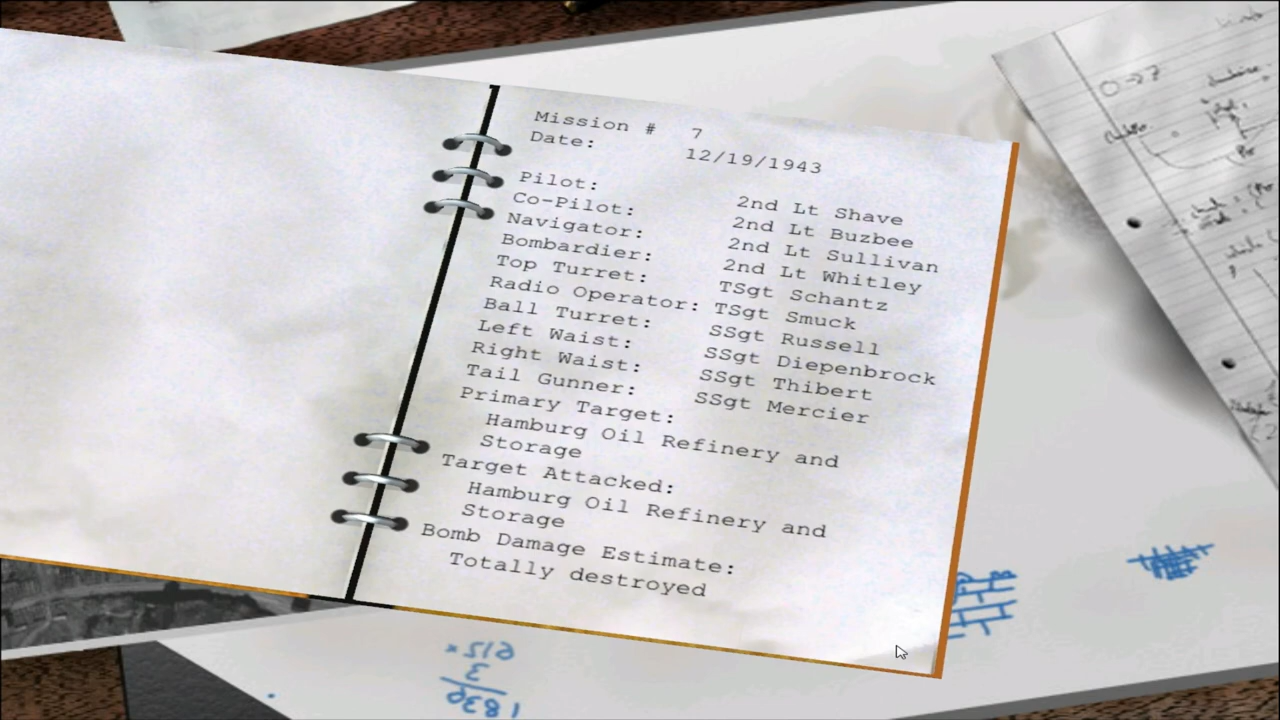 Mission # 7
Date: 12/19/1943
Pilot: 2nd Lt Shave
Co-Pilot: 2nd Lt Buzbee
Navigator: 2nd Lt Sullivan
Bombardier: 2nd Lt Whitley
Top Turret: TSgt Schantz
Radio Operator: TSgt Smuck
Ball Turret: SSgt Russell
Left Waist: SSgt Diepenbrock
Right Waist: SSgt Thibert
Tail Gunner: SSgt Mercier
Primary Target:
Hamburg Oil Refinery and
Storage
Target Attacked:
Hamburg Oil Refinery and
Storage
Bomb Damage Estimate:
Totally destroyed